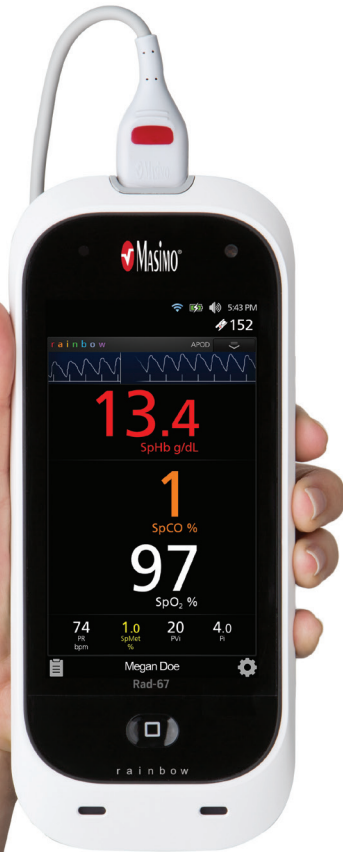 Masimo®
5:43 PM
152
rainbow APOD
13.4
SpHb g/dL
1
SpCO %
97
SpO₂ %
74 1.0 20 4.0
PR SpMet PVi Pi
bpm %
Megan Doe
Rad-67
rainbow